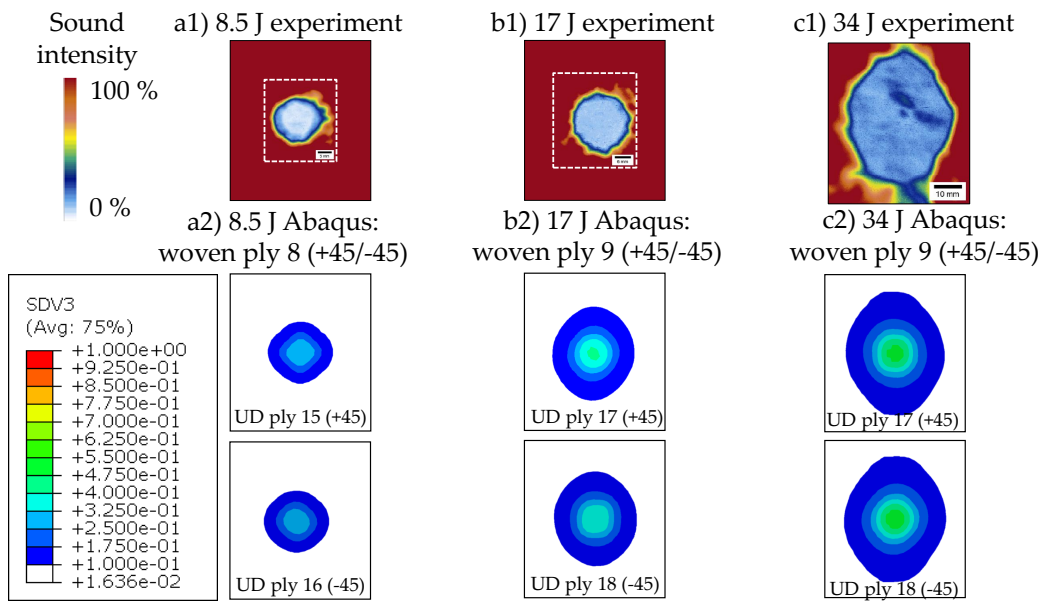 Sound
intensity
100 %
0 %
a1) 8.5 J experiment
b1) 17 J experiment
c1) 34 J experiment
5 mm
5 mm
10 mm
a2) 8.5 J Abaqus:
woven ply 8 (+45/-45)
b2) 17 J Abaqus:
woven ply 9 (+45/-45)
c2) 34 J Abaqus:
woven ply 9 (+45/-45)
SDV3
(Avg: 75%)
+1.000e+00
+9.250e-01
+8.500e-01
+7.750e-01
+7.000e-01
+6.250e-01
+5.500e-01
+4.750e-01
+4.000e-01
+3.250e-01
+2.500e-01
+1.750e-01
+1.000e-01
+1.636e-02
UD ply 15 (+45)
UD ply 17 (+45)
UD ply 17 (+45)
UD ply 16 (-45)
UD ply 18 (-45)
UD ply 18 (-45)